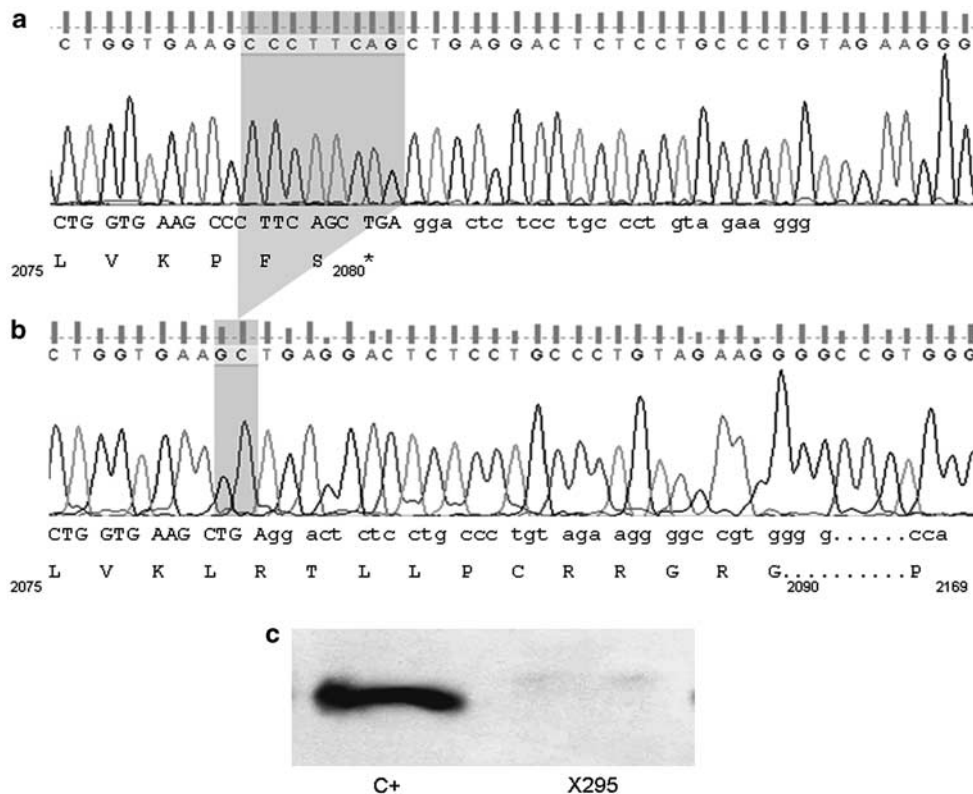 a
C T G G T G A A G C C C T T C A G C T G A G G A C T C T C C T G C C C T G T A G A A G G G
CTG GTG AAG CCC TTC AGC TGA gga ctc tcc tgc cct gta gaa ggg
2075 L V K P F S 2080 *
b
C T G G T G A A G C T G A G G A C T C T C C T G C C C T G T A G A A G G G G C C G T G G G
CTG GTG AAG CTG Agg act ctc ctg ccc tgt aga agg ggc cgt ggg g......cca
2075 L V K L R T L L P C R R G R G..........P 2090 2169
c
C+ X295